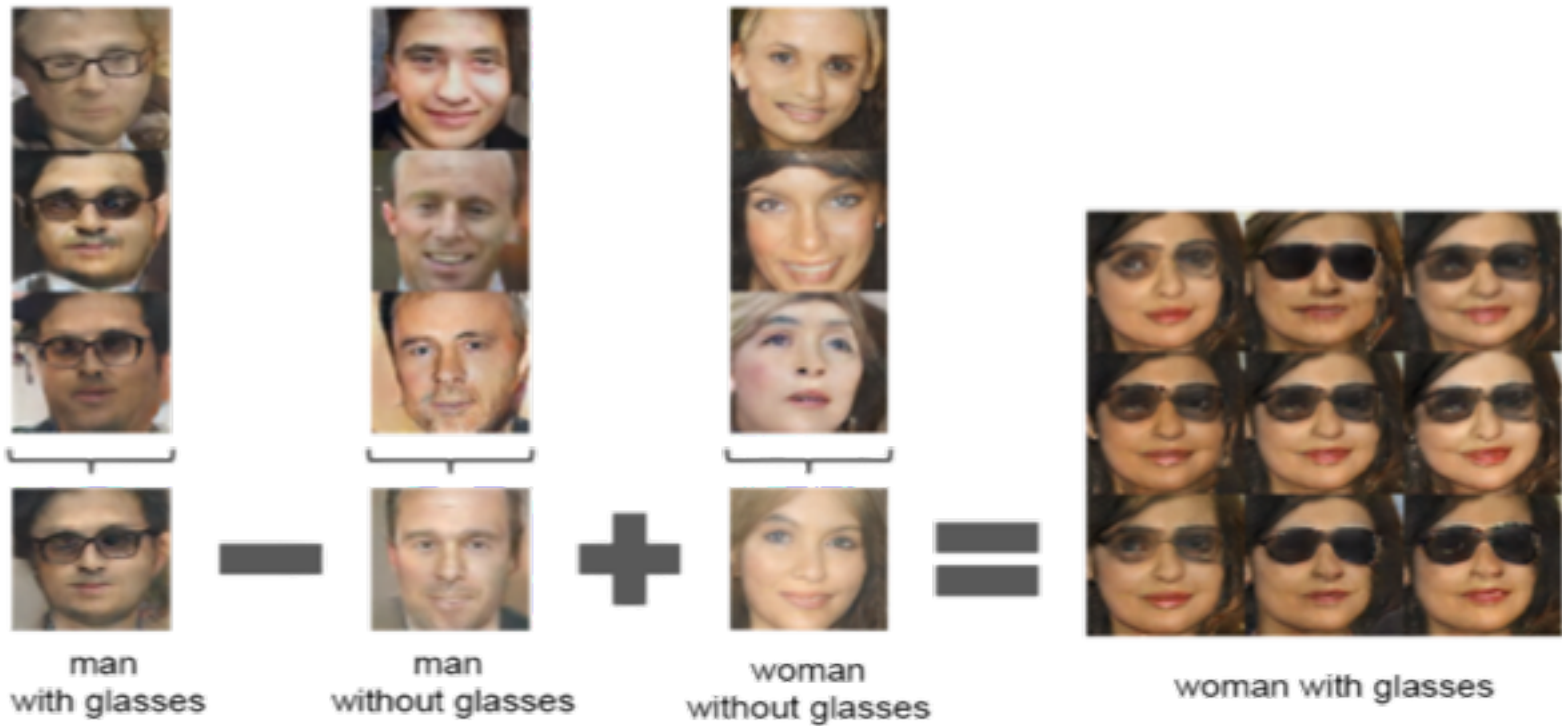 man
with glasses
man
without glasses
woman
without glasses
woman with glasses